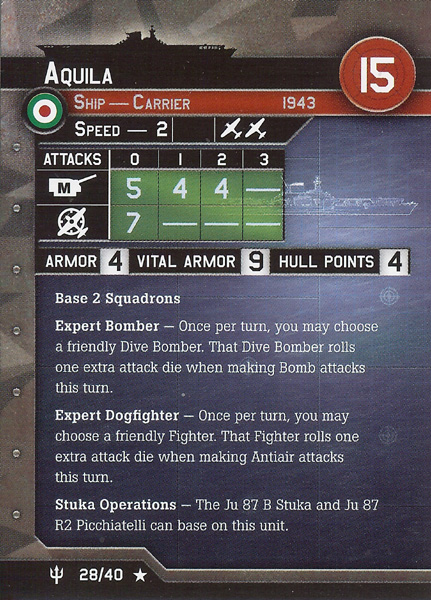 AQUILA
15
SHIP — CARRIER 1943
SPEED — 2
ATTACKS 0 1 2 3
M 5 4 4 —
7 — — —
ARMOR 4 VITAL ARMOR 9 HULL POINTS 4
Base 2 Squadrons
Expert Bomber — Once per turn, you may choose
a friendly Dive Bomber. That Dive Bomber rolls
one extra attack die when making Bomb attacks
this turn.
Expert Dogfighter — Once per turn, you may
choose a friendly Fighter. That Fighter rolls one
extra attack die when making Antiair attacks
this turn.
Stuka Operations — The Ju 87 B Stuka and Ju 87
R2 Picchiatelli can base on this unit.
28/40 ★